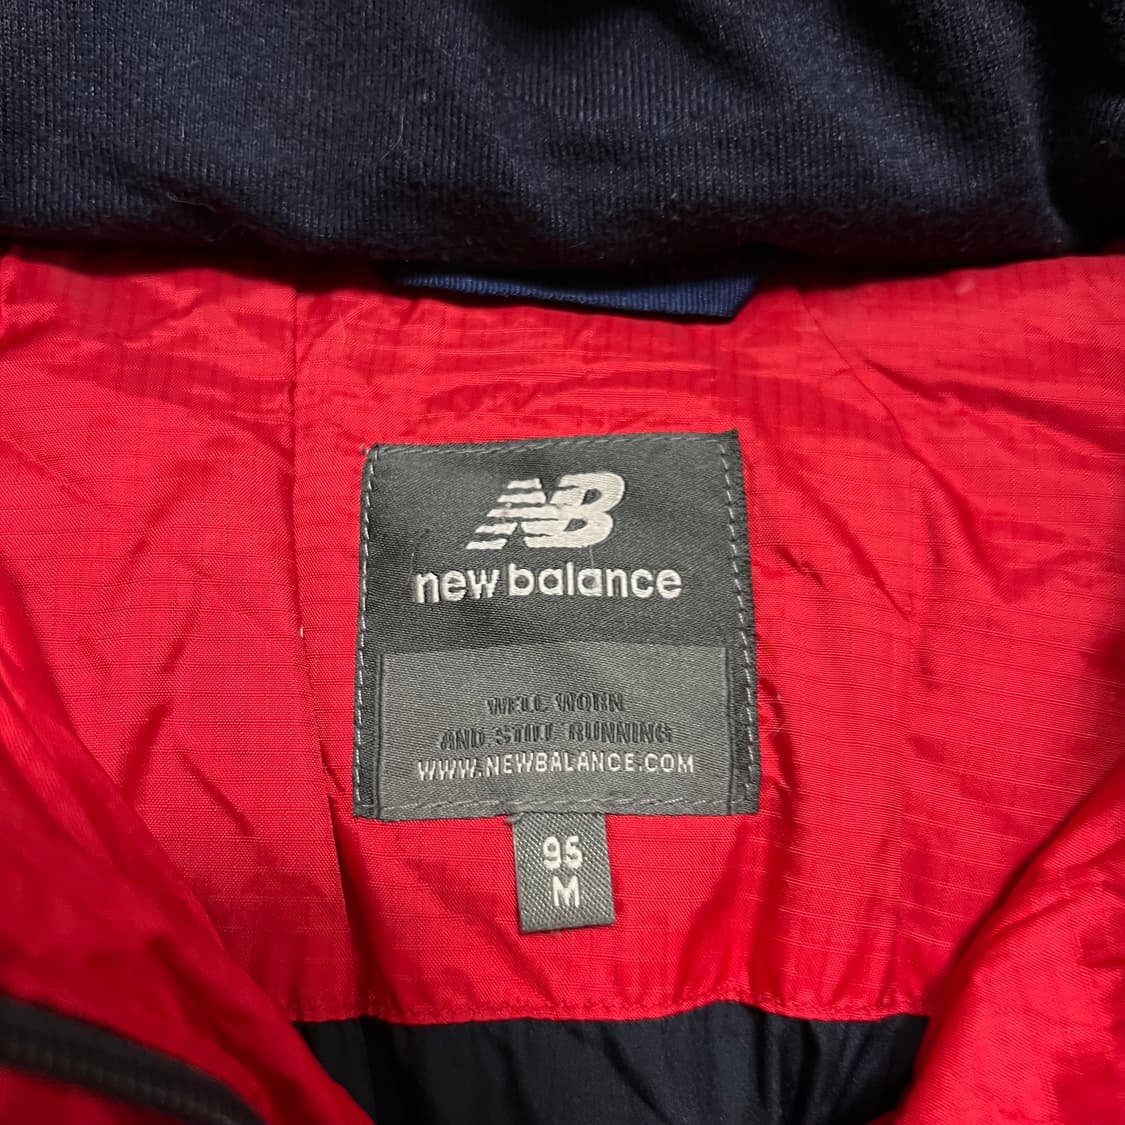 NB
new balance
WELL WORN
AND STILL RUNNING
WWW.NEWBALANCE.COM
95
M